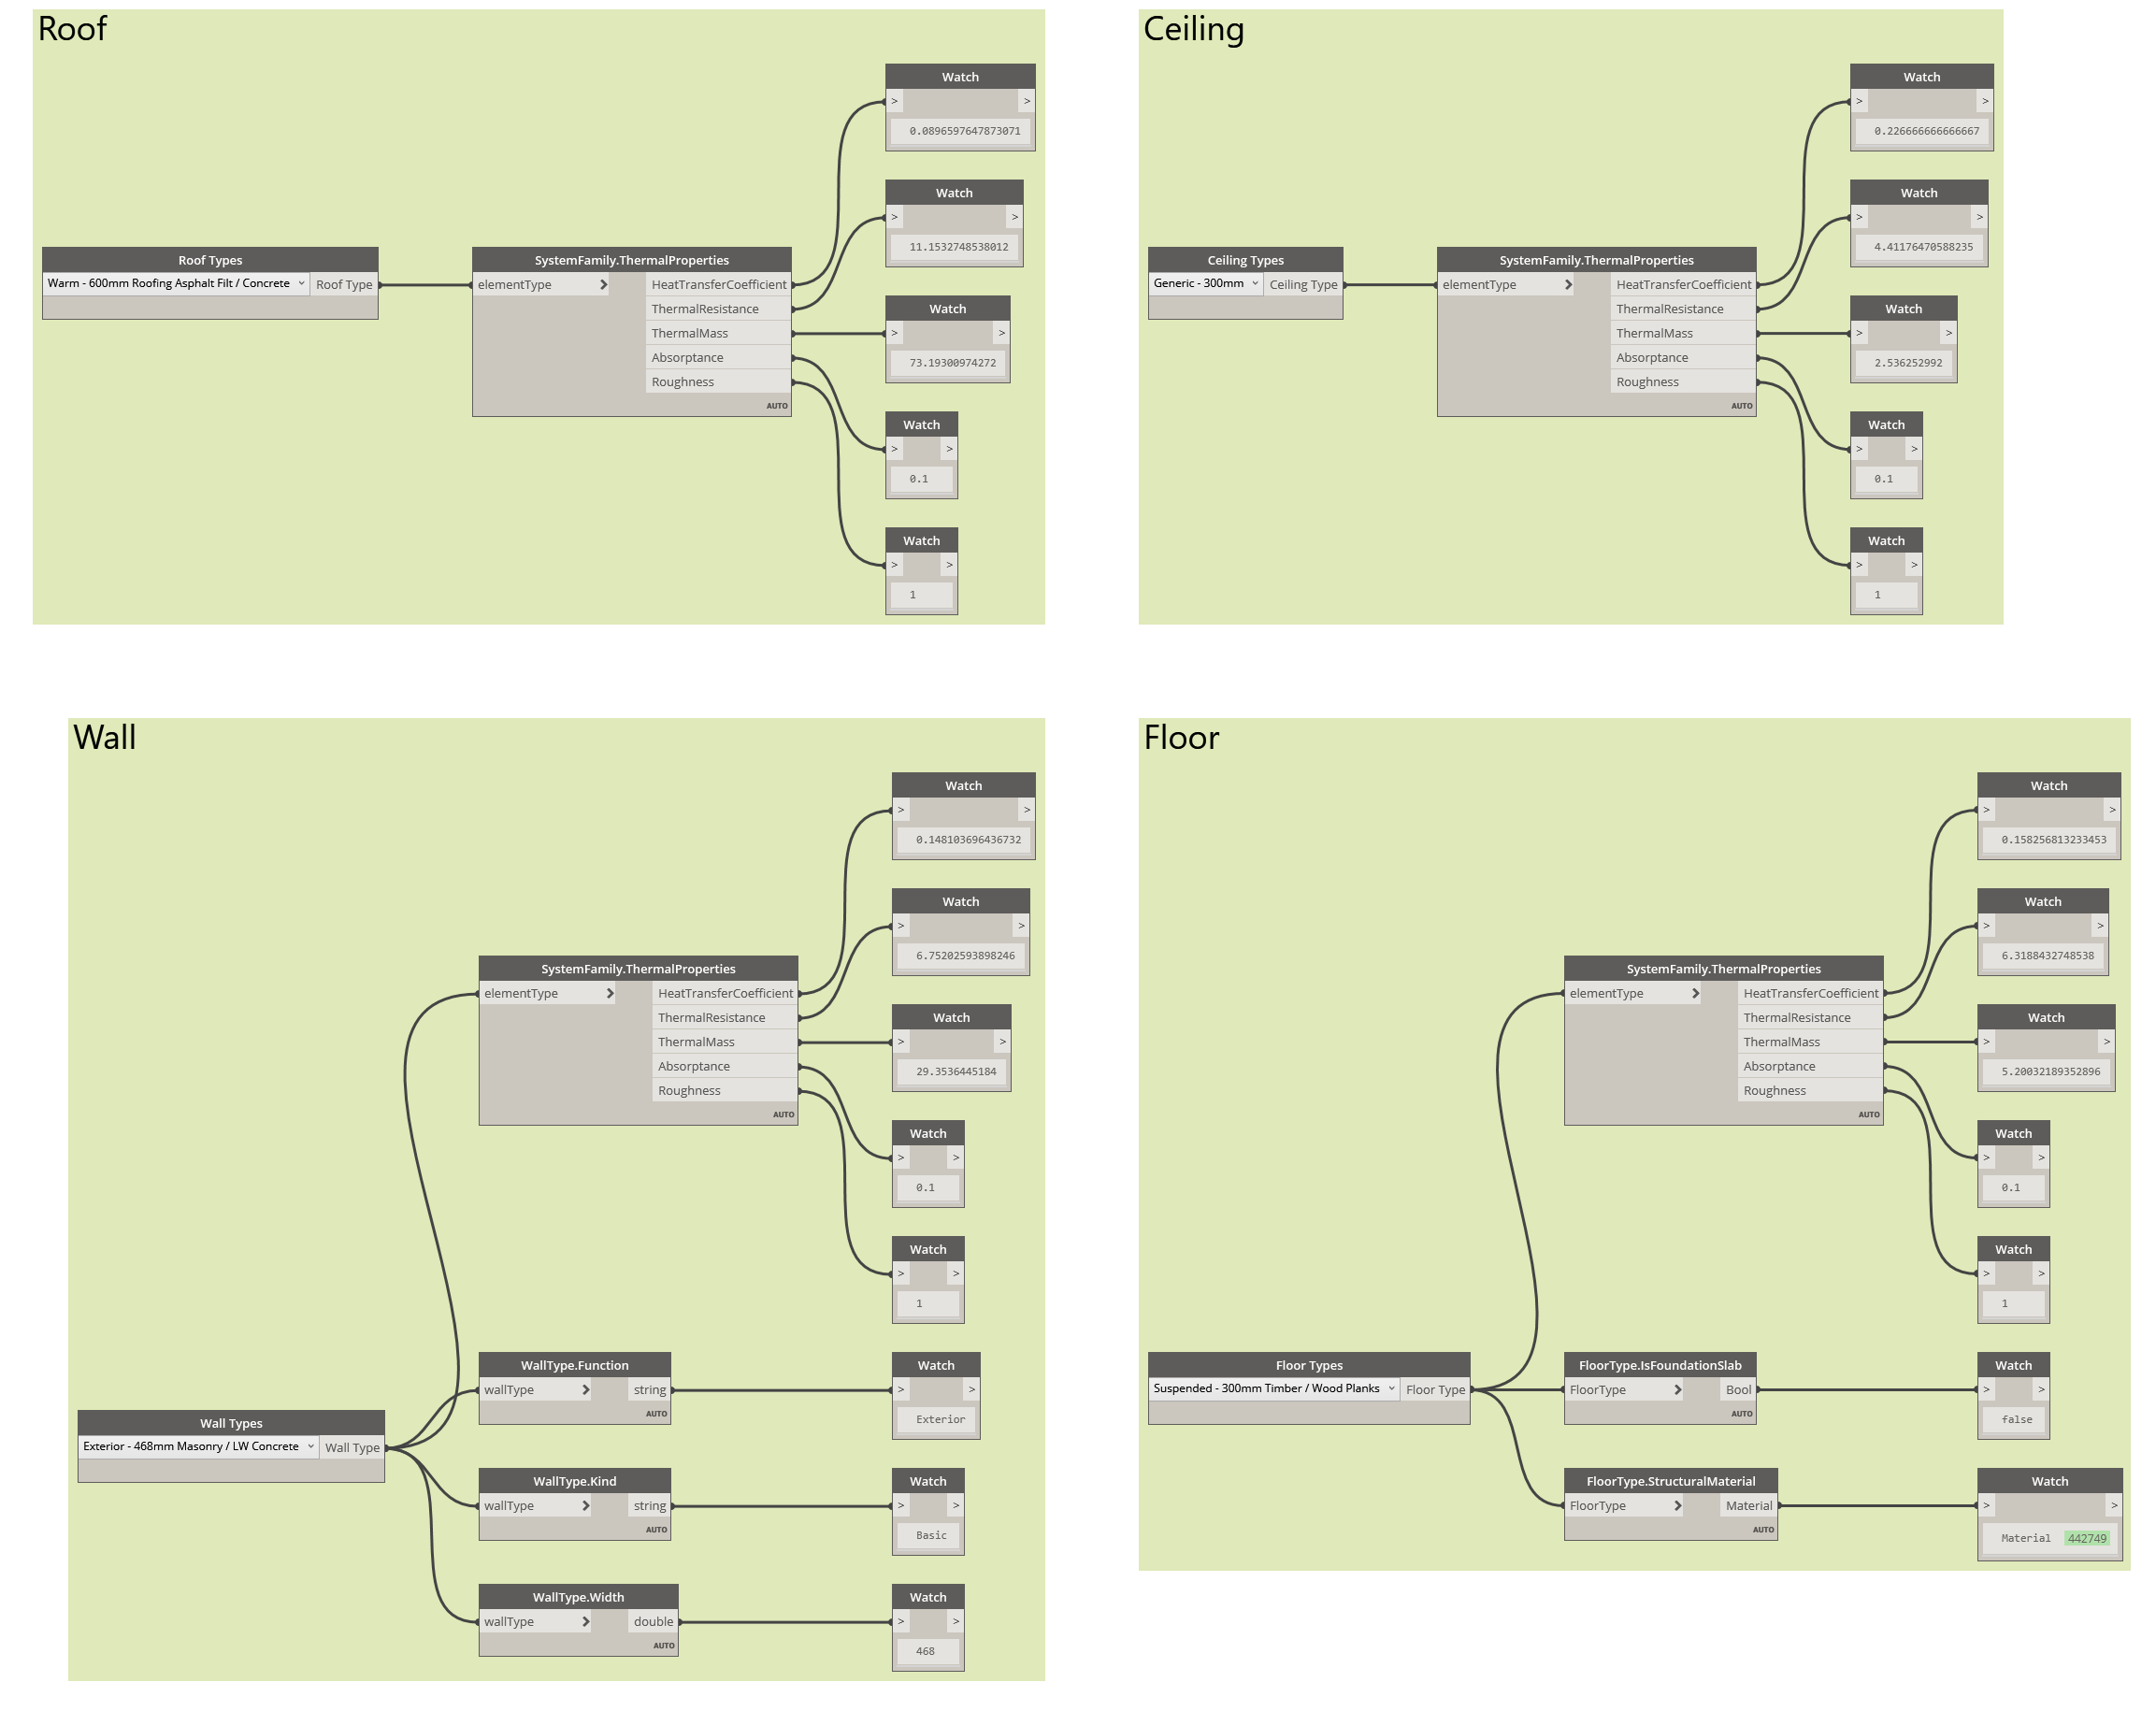 Roof
Roof Types
Warm - 600mm Roofing Asphalt Filt / Concrete
Roof Type
SystemFamily.ThermalProperties
elementType >
HeatTransferCoefficient
ThermalResistance
ThermalMass
Absorptance
Roughness
AUTO
Watch
> >
0.0896597647873071
Watch
> >
11.1532748538012
Watch
> >
73.19300974272
Watch
> >
0.1
Watch
> >
1
Ceiling
Ceiling Types
Generic - 300mm
Ceiling Type
SystemFamily.ThermalProperties
elementType >
HeatTransferCoefficient
ThermalResistance
ThermalMass
Absorptance
Roughness
AUTO
Watch
> >
0.226666666666667
Watch
> >
4.41176470588235
Watch
> >
2.536252992
Watch
> >
0.1
Watch
> >
1
Wall
Wall Types
Exterior - 468mm Masonry / LW Concrete
Wall Type
SystemFamily.ThermalProperties
elementType >
HeatTransferCoefficient
ThermalResistance
ThermalMass
Absorptance
Roughness
AUTO
Watch
> >
0.148103696436732
Watch
> >
6.75202593898246
Watch
> >
29.3536445184
Watch
> >
0.1
Watch
> >
1
WallType.Function
wallType > string
AUTO
Watch
> >
Exterior
WallType.Kind
wallType > string
AUTO
Watch
> >
Basic
WallType.Width
wallType > double
AUTO
Watch
> >
468
Floor
Floor Types
Suspended - 300mm Timber / Wood Planks
Floor Type
SystemFamily.ThermalProperties
elementType >
HeatTransferCoefficient
ThermalResistance
ThermalMass
Absorptance
Roughness
AUTO
Watch
> >
0.158256813233453
Watch
> >
6.3188432748538
Watch
> >
5.20032189352896
Watch
> >
0.1
Watch
> >
1
FloorType.IsFoundationSlab
FloorType > Bool
AUTO
Watch
> >
false
FloorType.StructuralMaterial
FloorType > Material
AUTO
Watch
> >
Material 442749